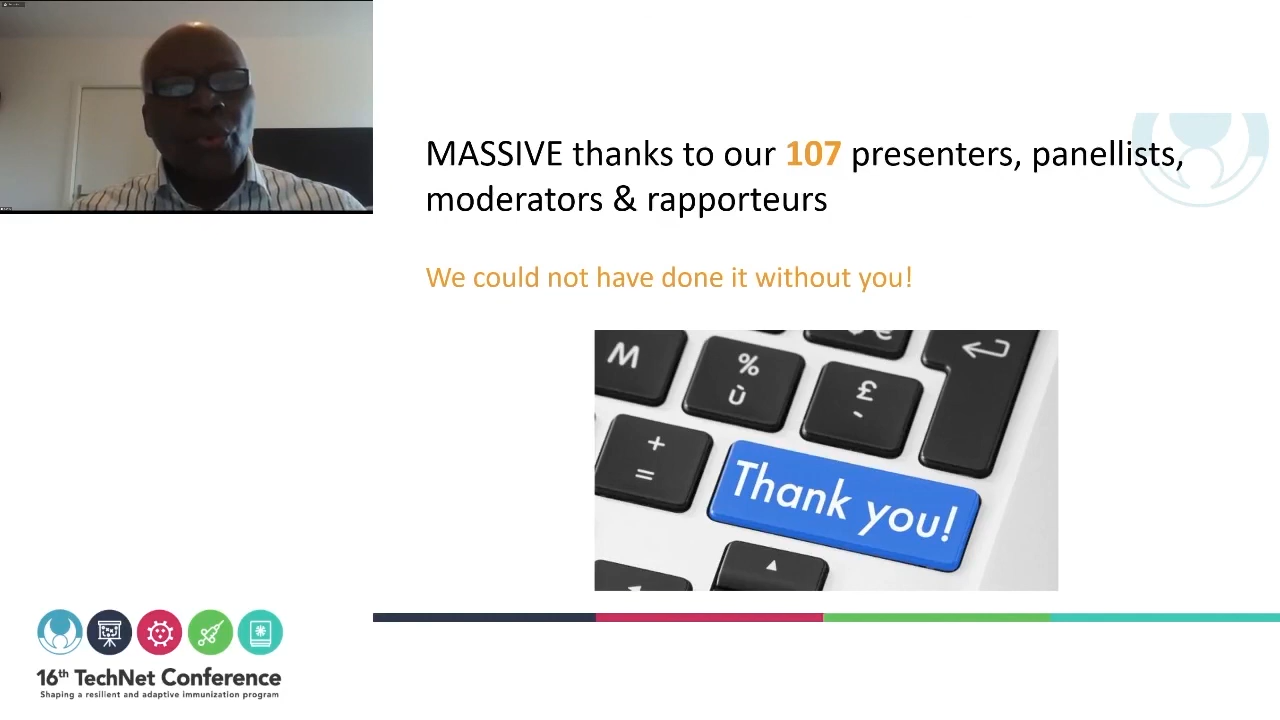 MASSIVE thanks to our 107 presenters, panellists,
moderators & rapporteurs
We could not have done it without you!
M
%
ù
€
£
`
+
=
Thank you!
16th TechNet Conference
Shaping a resilient and adaptive immunization program